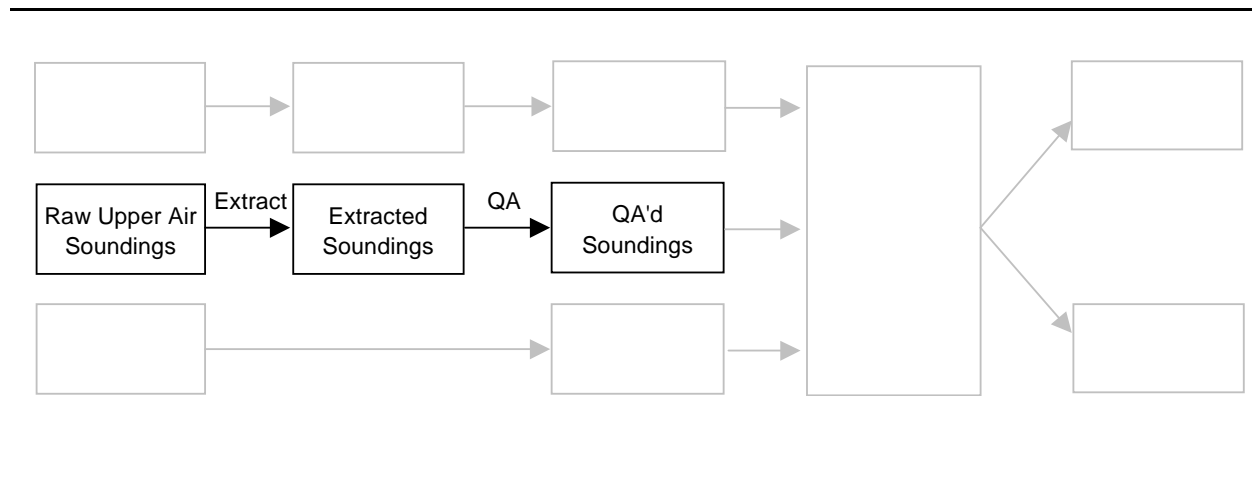 Raw Upper Air
Soundings
Extract
Extracted
Soundings
QA
QA'd
Soundings